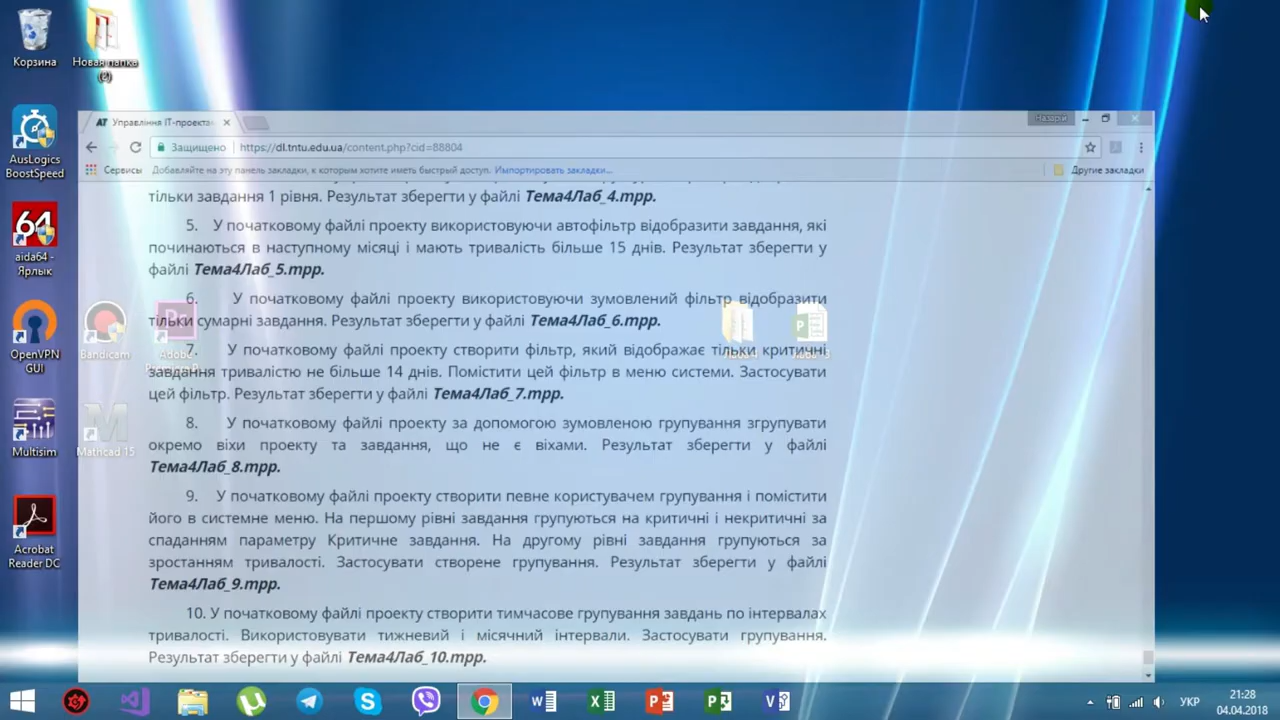 Корзина
Новая папка
(2)
AusLogics
BoostSpeed
64
aida64 -
Ярлык
OpenVPN
GUI
Bandicam
Adobe
Multisim
Mathcad 15
Acrobat
Reader DC
Управління ІТ-проектам
Назарій
Защищено
https://dl.tntu.edu.ua/content.php?cid=88804
Сервисы
Добавляйте на эту панель закладки, к которым хотите иметь быстрый доступ. Импортировать закладки...
Другие закладки
тільки завдання 1 рівня. Результат зберегти у файлі Тема4Лаб_4.mpp.
5. У початковому файлі проекту використовуючи автофільтр відобразити завдання, які
починаються в наступному місяці і мають тривалість більше 15 днів. Результат зберегти у
файлі Тема4Лаб_5.mpp.
6. У початковому файлі проекту використовуючи зумовлений фільтр відобразити
тільки сумарні завдання. Результат зберегти у файлі Тема4Лаб_6.mpp.
7. У початковому файлі проекту створити фільтр, який відображає тільки критичні
завдання тривалістю не більше 14 днів. Помістити цей фільтр в меню системи. Застосувати
цей фільтр. Результат зберегти у файлі Тема4Лаб_7.mpp.
8. У початковому файлі проекту за допомогою зумовленою групування згрупувати
окремо віхи проекту та завдання, що не є віхами. Результат зберегти у файлі
Тема4Лаб_8.mpp.
9. У початковому файлі проекту створити певне користувачем групування і помістити
його в системне меню. На першому рівні завдання групуються на критичні і некритичні за
спаданням параметру Критичне завдання. На другому рівні завдання групуються за
зростанням тривалості. Застосувати створене групування. Результат зберегти у файлі
Тема4Лаб_9.mpp.
10. У початковому файлі проекту створити тимчасове групування завдань по інтервалах
тривалості. Використовувати тижневий і місячний інтервали. Застосувати групування.
Результат зберегти у файлі Тема4Лаб_10.mpp.
УКР
21:28
04.04.2018